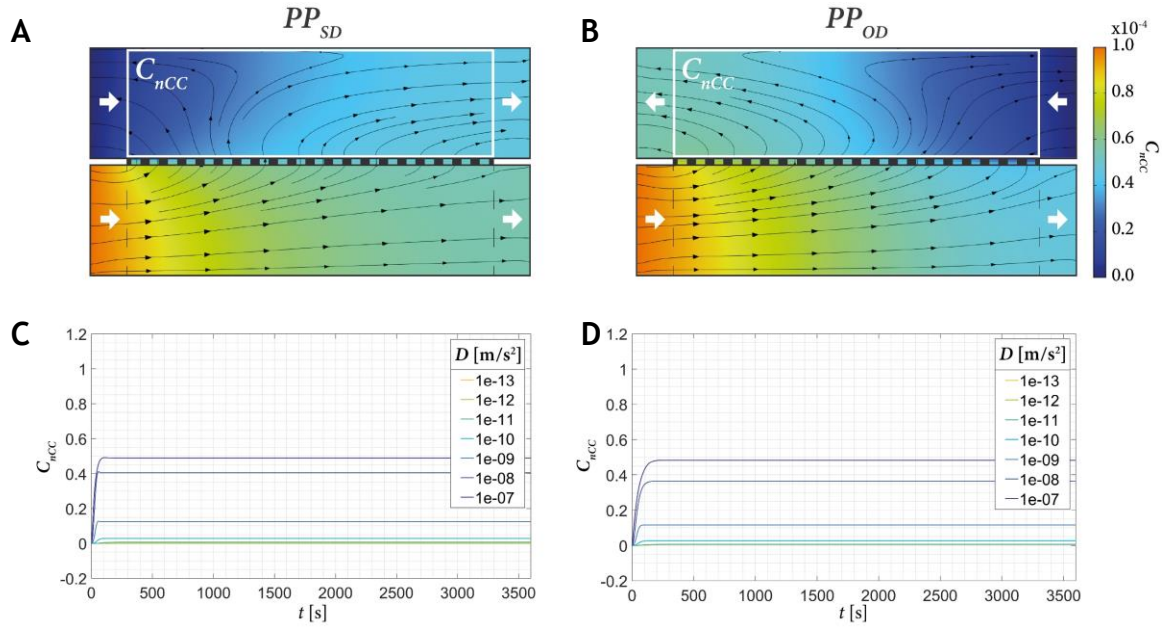 A
PP_SD
B
PP_OD
x10⁻⁴
C_nCC
C_nCC
1.0
0.8
0.6
0.4
0.2
0.0
C_nCC
C
1.2
1
0.8
0.6
0.4
0.2
0
-0.2
C_nCC
0 500 1000 1500 2000 2500 3000 3500
t [s]
D [m/s²]
1e-13
1e-12
1e-11
1e-10
1e-09
1e-08
1e-07
D
1.2
1
0.8
0.6
0.4
0.2
0
-0.2
C_nCC
0 500 1000 1500 2000 2500 3000 3500
t [s]
D [m/s²]
1e-13
1e-12
1e-11
1e-10
1e-09
1e-08
1e-07